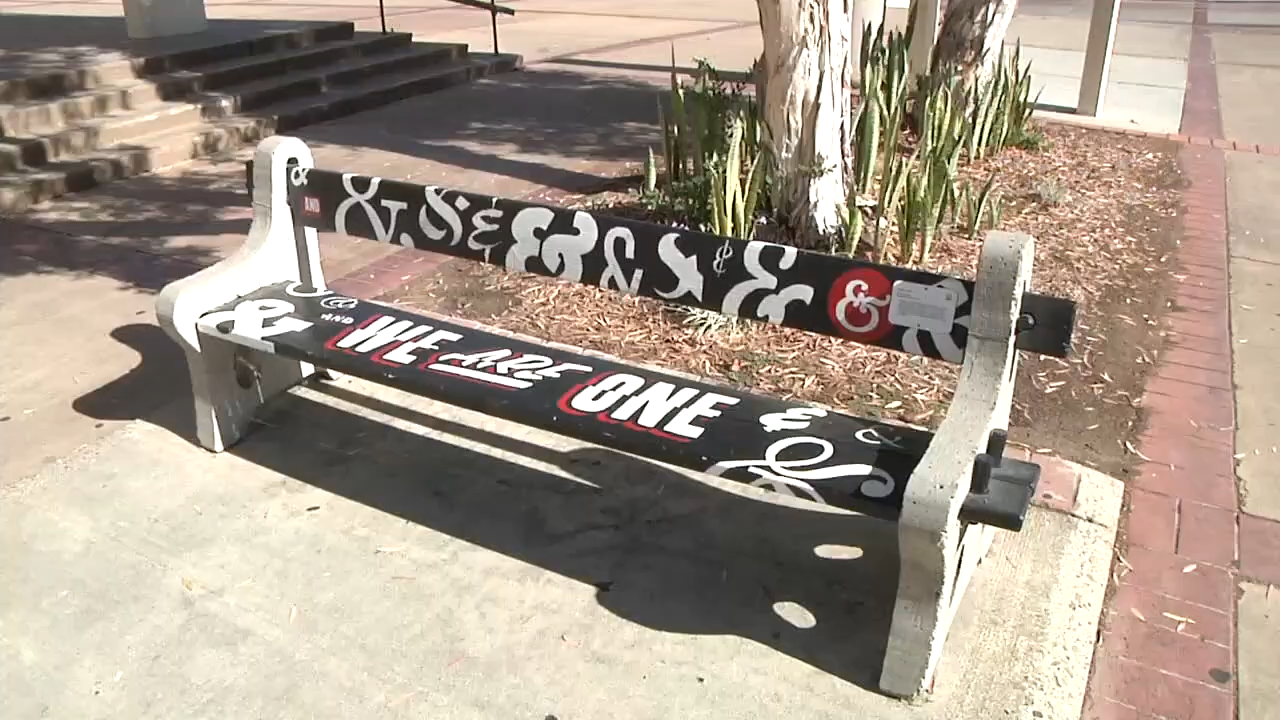 &
AND & & & & & & & & & &
& @ AND WE ARE ONE & & &